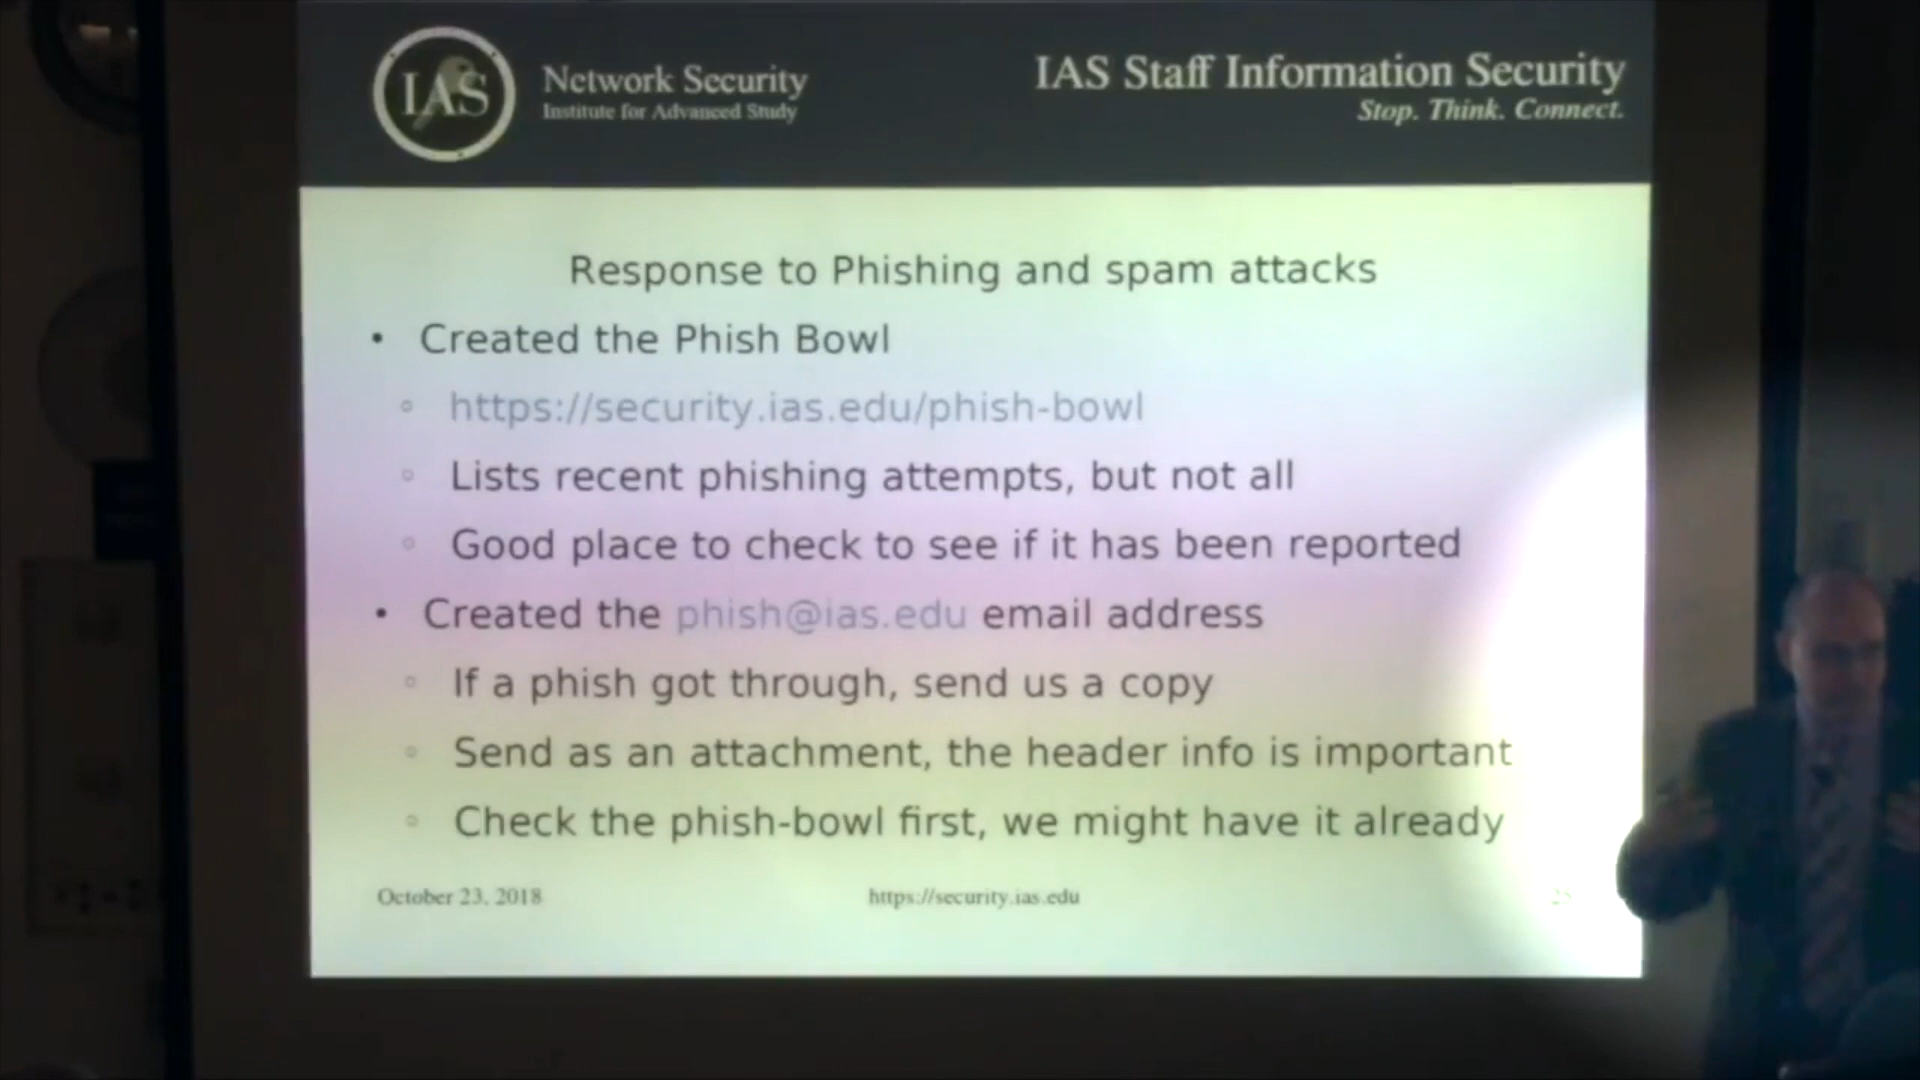 IAS
Network Security
Institute for Advanced Study
IAS Staff Information Security
Stop. Think. Connect.
Response to Phishing and spam attacks
• Created the Phish Bowl
◦ https://security.ias.edu/phish-bowl
◦ Lists recent phishing attempts, but not all
◦ Good place to check to see if it has been reported
• Created the phish@ias.edu email address
◦ If a phish got through, send us a copy
◦ Send as an attachment, the header info is important
◦ Check the phish-bowl first, we might have it already
October 23, 2018
https://security.ias.edu